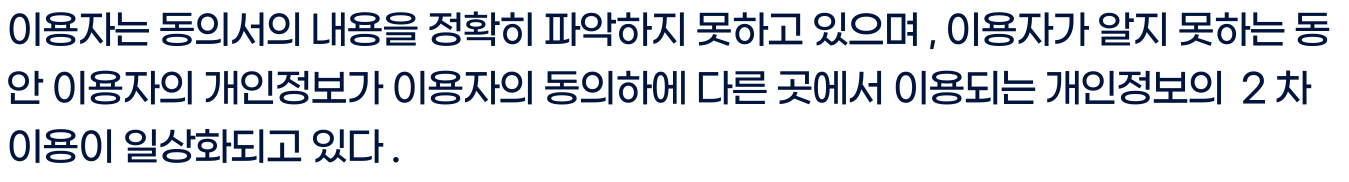 이용자는 동의서의 내용을 정확히 파악하지 못하고 있으며 , 이용자가 알지 못하는 동
안 이용자의 개인정보가 이용자의 동의하에 다른 곳에서 이용되는 개인정보의  2 차
이용이 일상화되고 있다 .